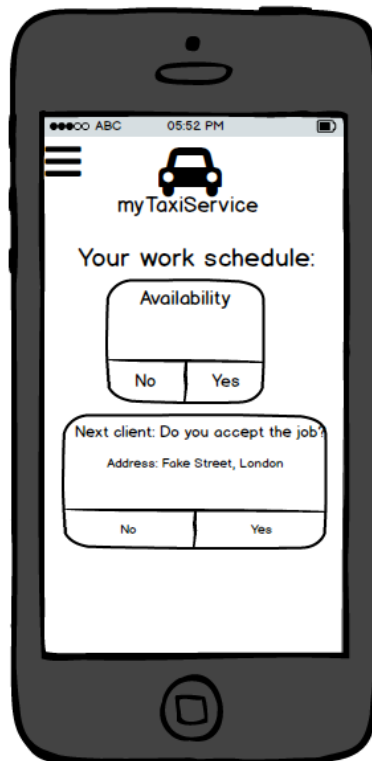 ABC 05:52 PM
myTaxiService
Your work schedule:
Availability
No Yes
Next client: Do you accept the job?
Address: Fake Street, London
No Yes